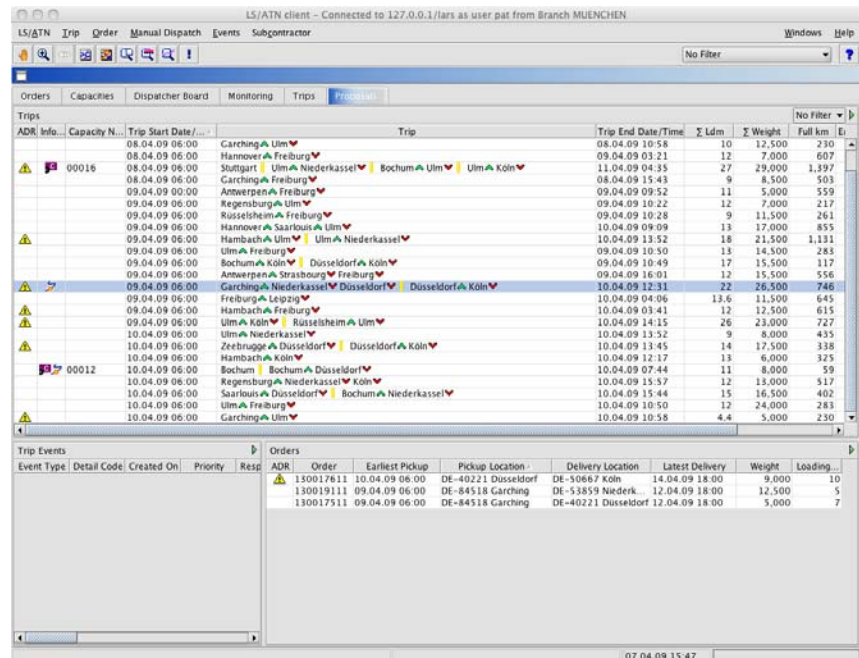 LS/ATN client – Connected to 127.0.0.1/lars as user pat from Branch MUENCHEN
LS/ATN Trip Order Manual Dispatch Events Subcontractor Windows Help
No Filter ?
Orders Capacities Dispatcher Board Monitoring Trips Proposals
Trips No Filter
ADR Info... Capacity N... Trip Start Date/... Trip Trip End Date/Time Σ Ldm Σ Weight Full km
08.04.09 06:00 Garching Ulm 08.04.09 10:58 10 12,500 230
08.04.09 06:00 Hannover Freiburg 09.04.09 03:21 12 7,000 607
00016 08.04.09 06:00 Stuttgart Ulm Niederkassel Bochum Ulm Ulm Köln 11.04.09 04:35 27 29,000 1,397
08.04.09 06:00 Garching Freiburg 08.04.09 15:43 9 8,500 503
09.04.09 00:00 Antwerpen Freiburg 09.04.09 09:52 11 5,000 559
09.04.09 06:00 Regensburg Ulm 09.04.09 10:22 12 7,000 217
09.04.09 06:00 Rüsselsheim Freiburg 09.04.09 10:28 9 11,500 261
09.04.09 06:00 Hannover Saarlouis Ulm 10.04.09 09:09 13 17,000 855
09.04.09 06:00 Hambach Ulm Ulm Niederkassel 10.04.09 13:52 18 21,500 1,131
09.04.09 06:00 Ulm Freiburg 09.04.09 10:50 13 14,500 283
09.04.09 06:00 Bochum Köln Düsseldorf Köln 09.04.09 10:49 17 15,500 117
09.04.09 06:00 Antwerpen Strasbourg Freiburg 09.04.09 16:01 12 15,500 556
09.04.09 06:00 Garching Niederkassel Düsseldorf Düsseldorf Köln 10.04.09 12:31 22 26,500 746
09.04.09 06:00 Freiburg Leipzig 10.04.09 04:06 13,6 11,500 645
09.04.09 06:00 Hambach Freiburg 10.04.09 03:41 12 12,500 615
09.04.09 06:00 Ulm Köln Rüsselsheim Ulm 10.04.09 14:15 26 23,000 727
10.04.09 06:00 Ulm Niederkassel 10.04.09 13:52 9 8,000 435
10.04.09 06:00 Zeebrugge Düsseldorf Düsseldorf Köln 10.04.09 13:45 14 17,500 338
10.04.09 06:00 Hambach Köln 10.04.09 12:17 13 6,000 325
00012 10.04.09 06:00 Bochum Bochum Düsseldorf 10.04.09 07:44 11 8,000 59
10.04.09 06:00 Regensburg Niederkassel Köln 10.04.09 15:57 12 13,000 517
10.04.09 06:00 Saarlouis Düsseldorf Bochum Niederkassel 10.04.09 15:44 15 16,500 402
10.04.09 06:00 Ulm Freiburg 10.04.09 10:50 12 24,000 283
10.04.09 06:00 Garching Ulm 10.04.09 10:58 4,4 5,000 230
Trip Events Orders
Event Type Detail Code Created On Priority Resp ADR Order Earliest Pickup Pickup Location Delivery Location Latest Delivery Weight Loading...
130017611 10.04.09 06:00 DE-40221 Düsseldorf DE-50667 Köln 14.04.09 18:00 9,000 10
130019111 09.04.09 06:00 DE-84518 Garching DE-53859 Niederk... 12.04.09 18:00 12,500 5
130017511 09.04.09 06:00 DE-84518 Garching DE-40221 Düsseldorf 12.04.09 18:00 5,000 7
07.04.09 15:47